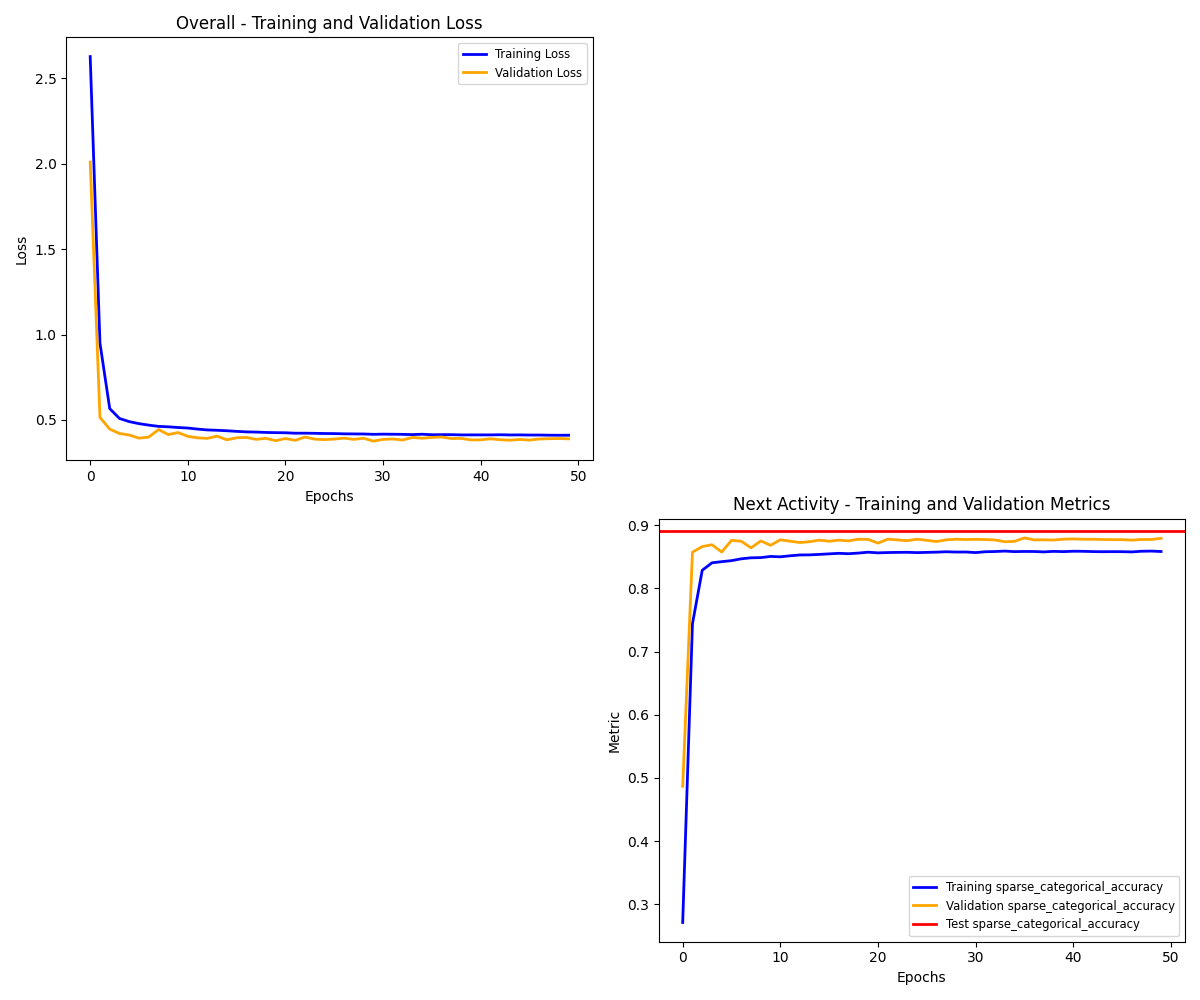 Overall - Training and Validation Loss
Training Loss
Validation Loss
2.5
2.0
1.5
1.0
0.5
Loss
0 10 20 30 40 50
Epochs
Next Activity - Training and Validation Metrics
0.9
0.8
0.7
0.6
0.5
0.4
0.3
Metric
Training sparse_categorical_accuracy
Validation sparse_categorical_accuracy
Test sparse_categorical_accuracy
0 10 20 30 40 50
Epochs